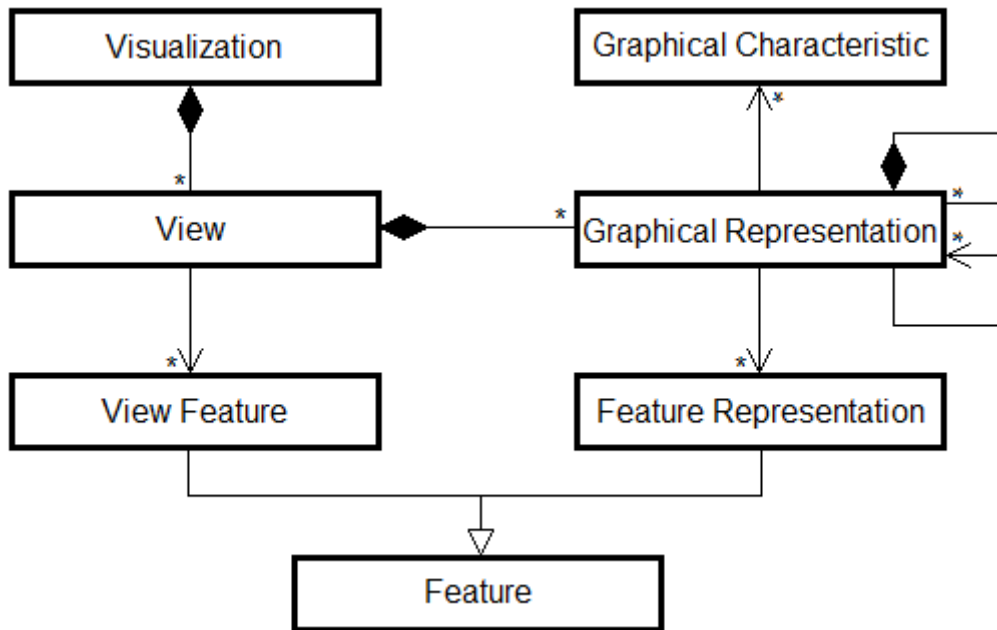 Visualization
Graphical Characteristic
*
*
*
View
*
Graphical Representation
*
*
*
View Feature
Feature Representation
Feature